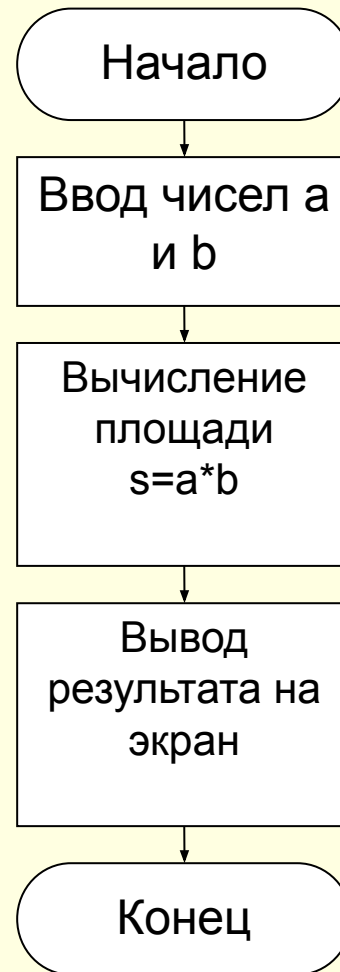 Начало
Ввод чисел a
и b
Вычисление
площади
s=a*b
Вывод
результата на
экран
Конец